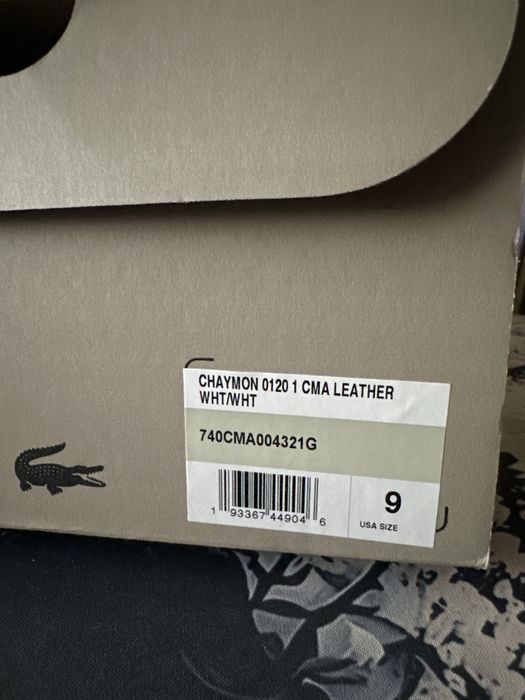 CHAYMON 0120 1 CMA LEATHER
WHT/WHT
740CMA004321G
1 93367 44904 6
9
USA SIZE